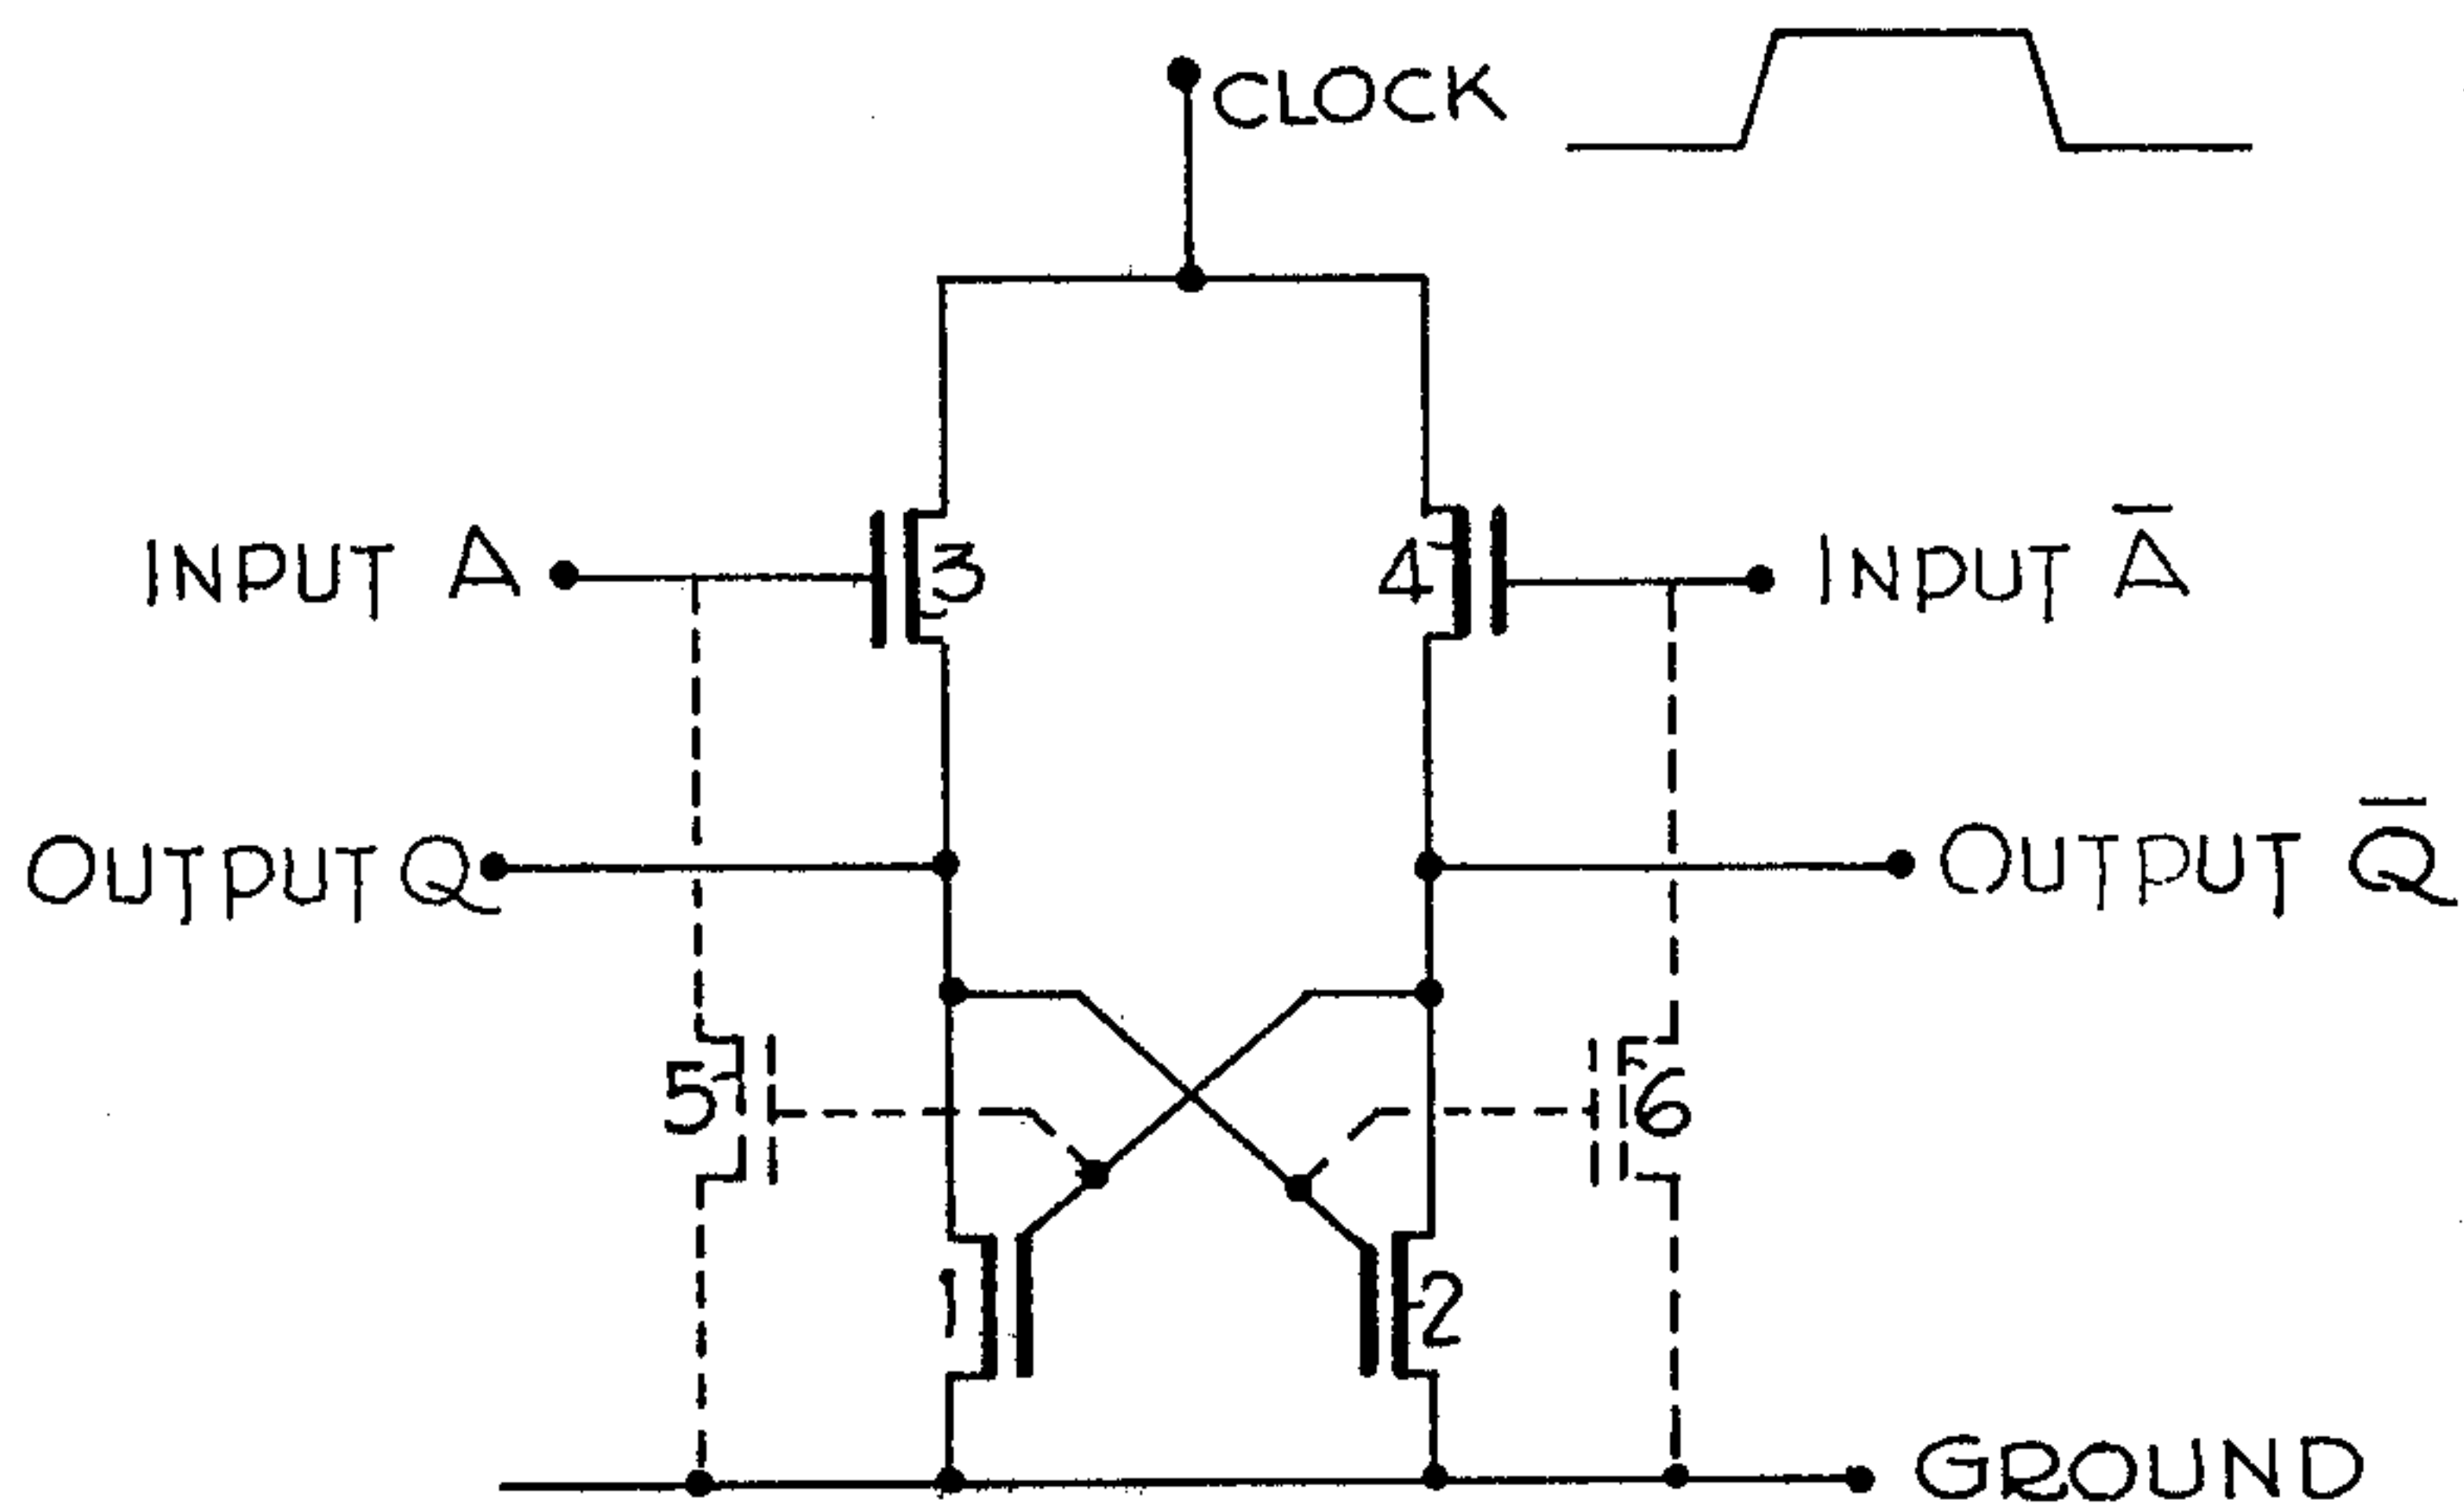 CLOCK
INPUT A
3
4
INPUT A̅
OUTPUT Q
OUTPUT Q̅
5
6
1
2
GROUND